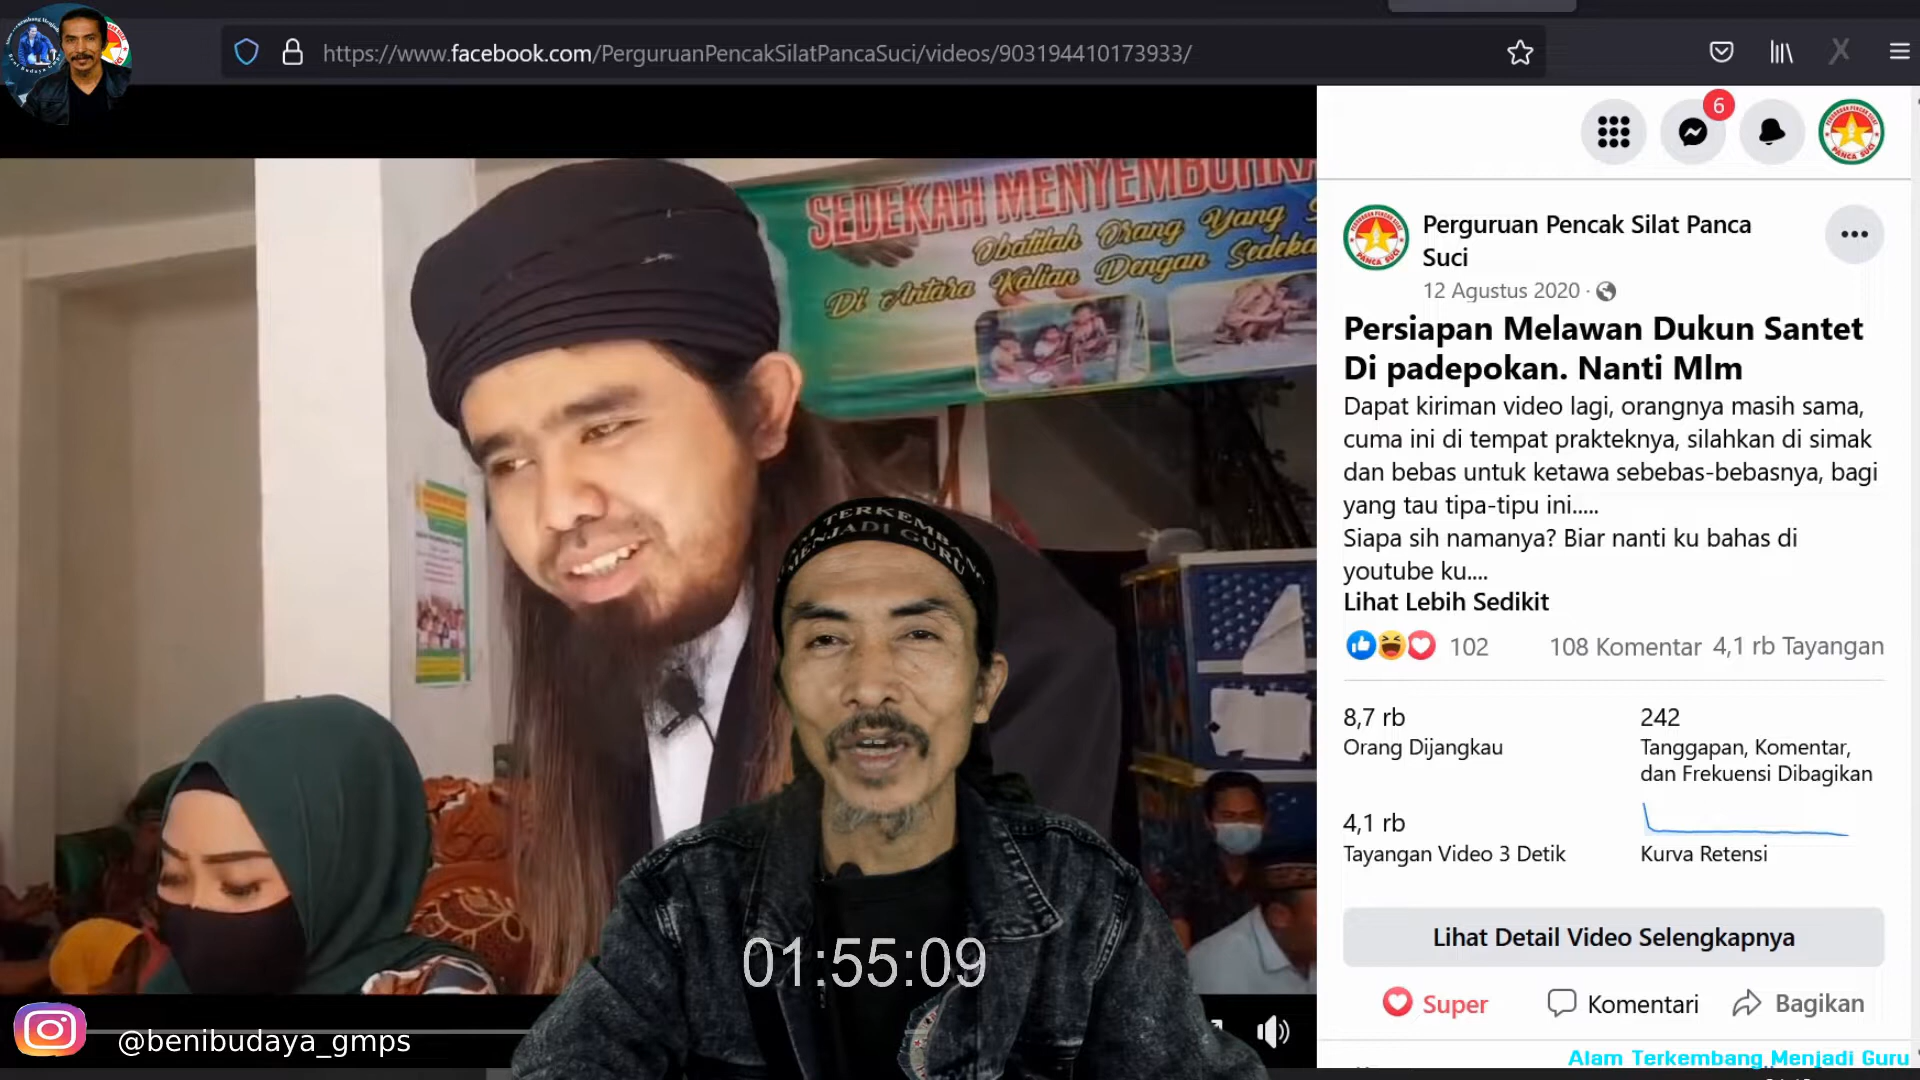 https://www.facebook.com/PerguruanPencakSilatPancaSuci/videos/903194410173933/
6
SEDEKAH MENYEMBUHKA
Obatilah Orang Yang S
Di Antara Kalian Dengan Sedeka
Perguruan Pencak Silat Panca
Suci
12 Agustus 2020 ·
Persiapan Melawan Dukun Santet
Di padepokan. Nanti Mlm
Dapat kiriman video lagi, orangnya masih sama,
cuma ini di tempat prakteknya, silahkan di simak
dan bebas untuk ketawa sebebas-bebasnya, bagi
yang tau tipa-tipu ini.....
Siapa sih namanya? Biar nanti ku bahas di
youtube ku....
Lihat Lebih Sedikit
102
108 Komentar 4,1 rb Tayangan
8,7 rb
Orang Dijangkau
242
Tanggapan, Komentar,
dan Frekuensi Dibagikan
4,1 rb
Tayangan Video 3 Detik
Kurva Retensi
Lihat Detail Video Selengkapnya
Super
Komentari
Bagikan
TERKEMBANG
MENJADI GURU
01:55:09
@benibudaya_gmps
Alam Terkembang Menjadi Guru